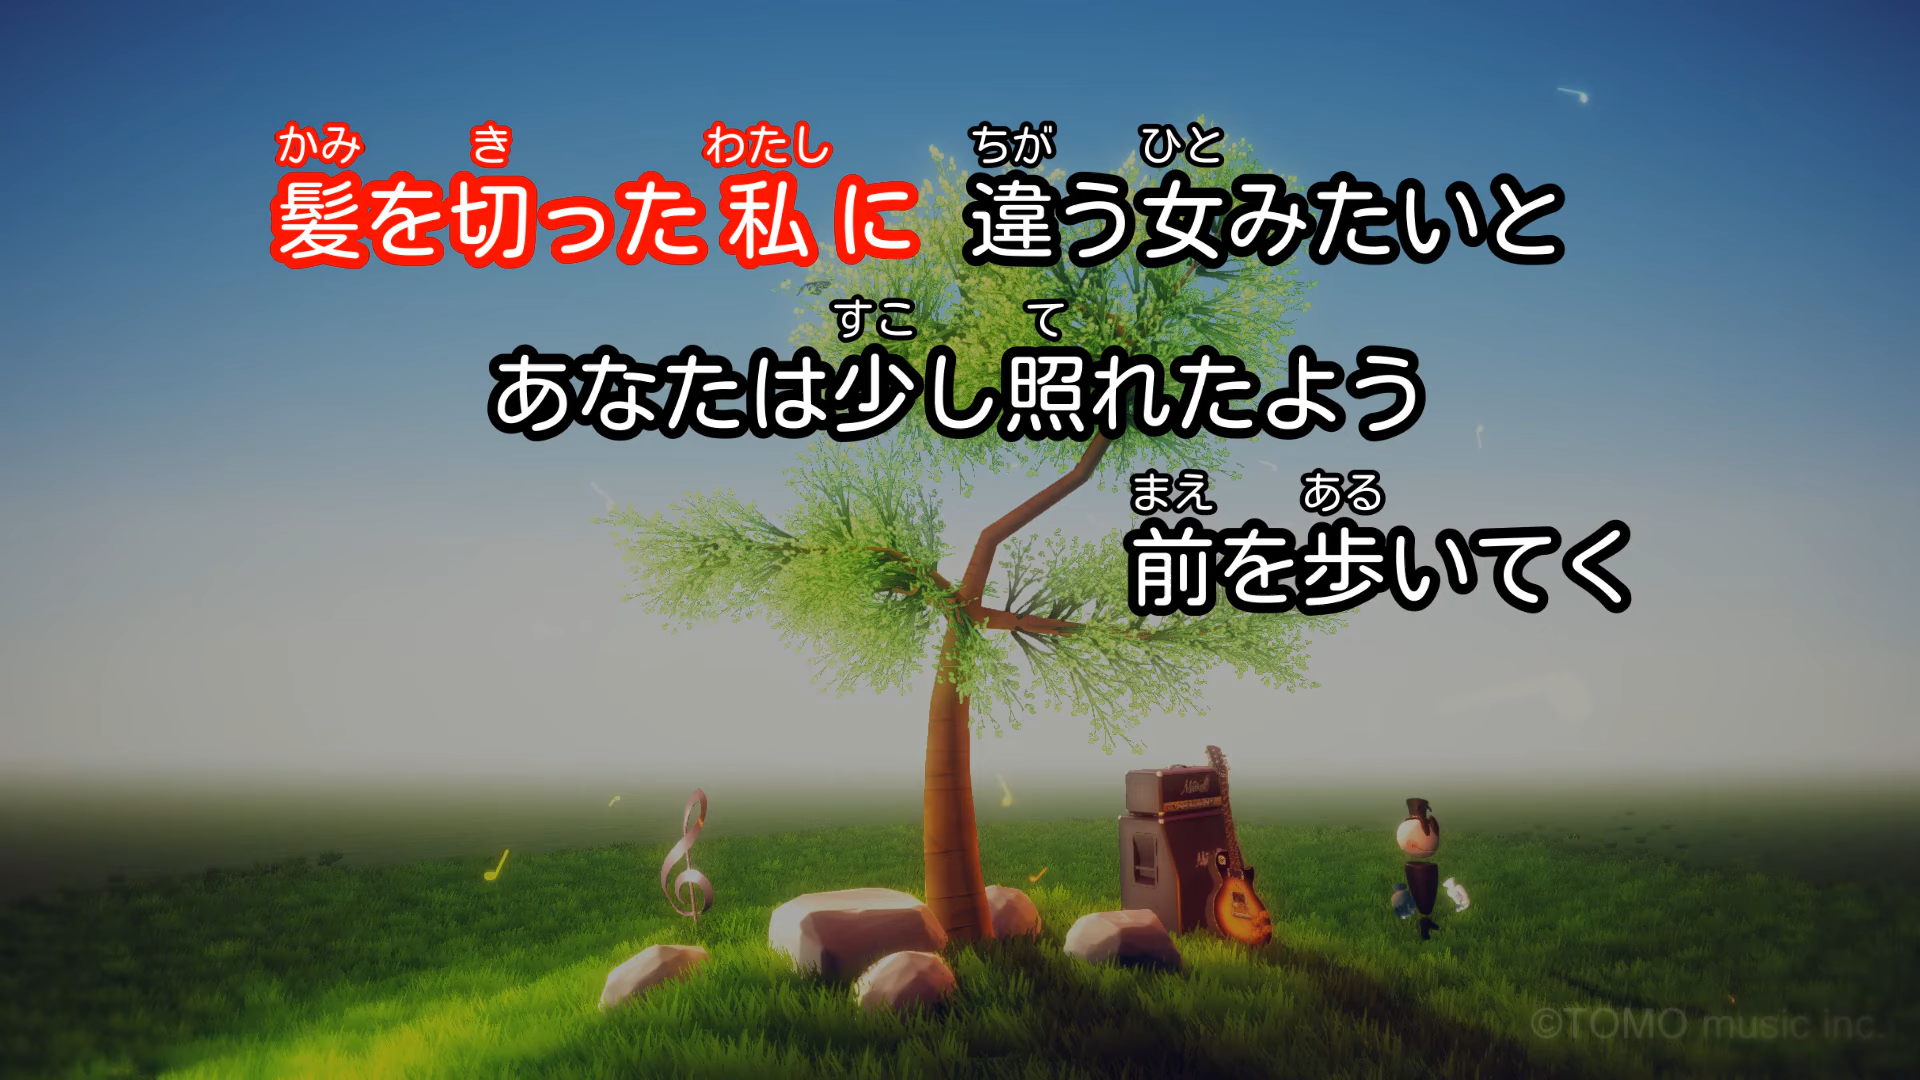 かみ き わたし ちが ひと
髪を切った私に 違う女みたいと
すこ て
あなたは少し照れたよう
まえ ある
前を歩いてく
©TOMO music inc.